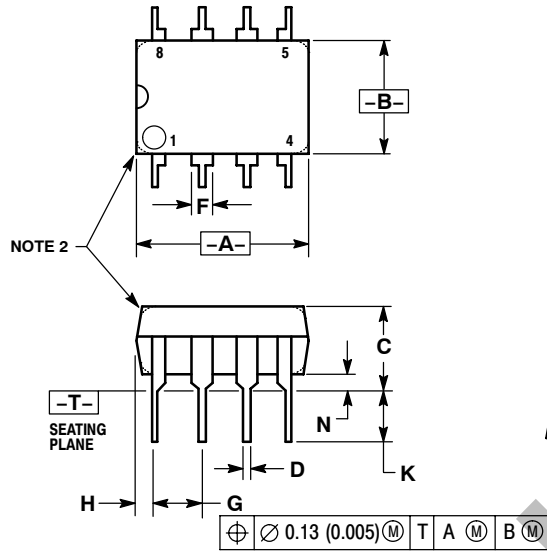 8 5
–B–
1 4
F
NOTE 2
–A–
C
–T–
N
SEATING
PLANE
D
K
H G
⌖ ∅ 0.13 (0.005) Ⓜ T A Ⓜ B Ⓜ